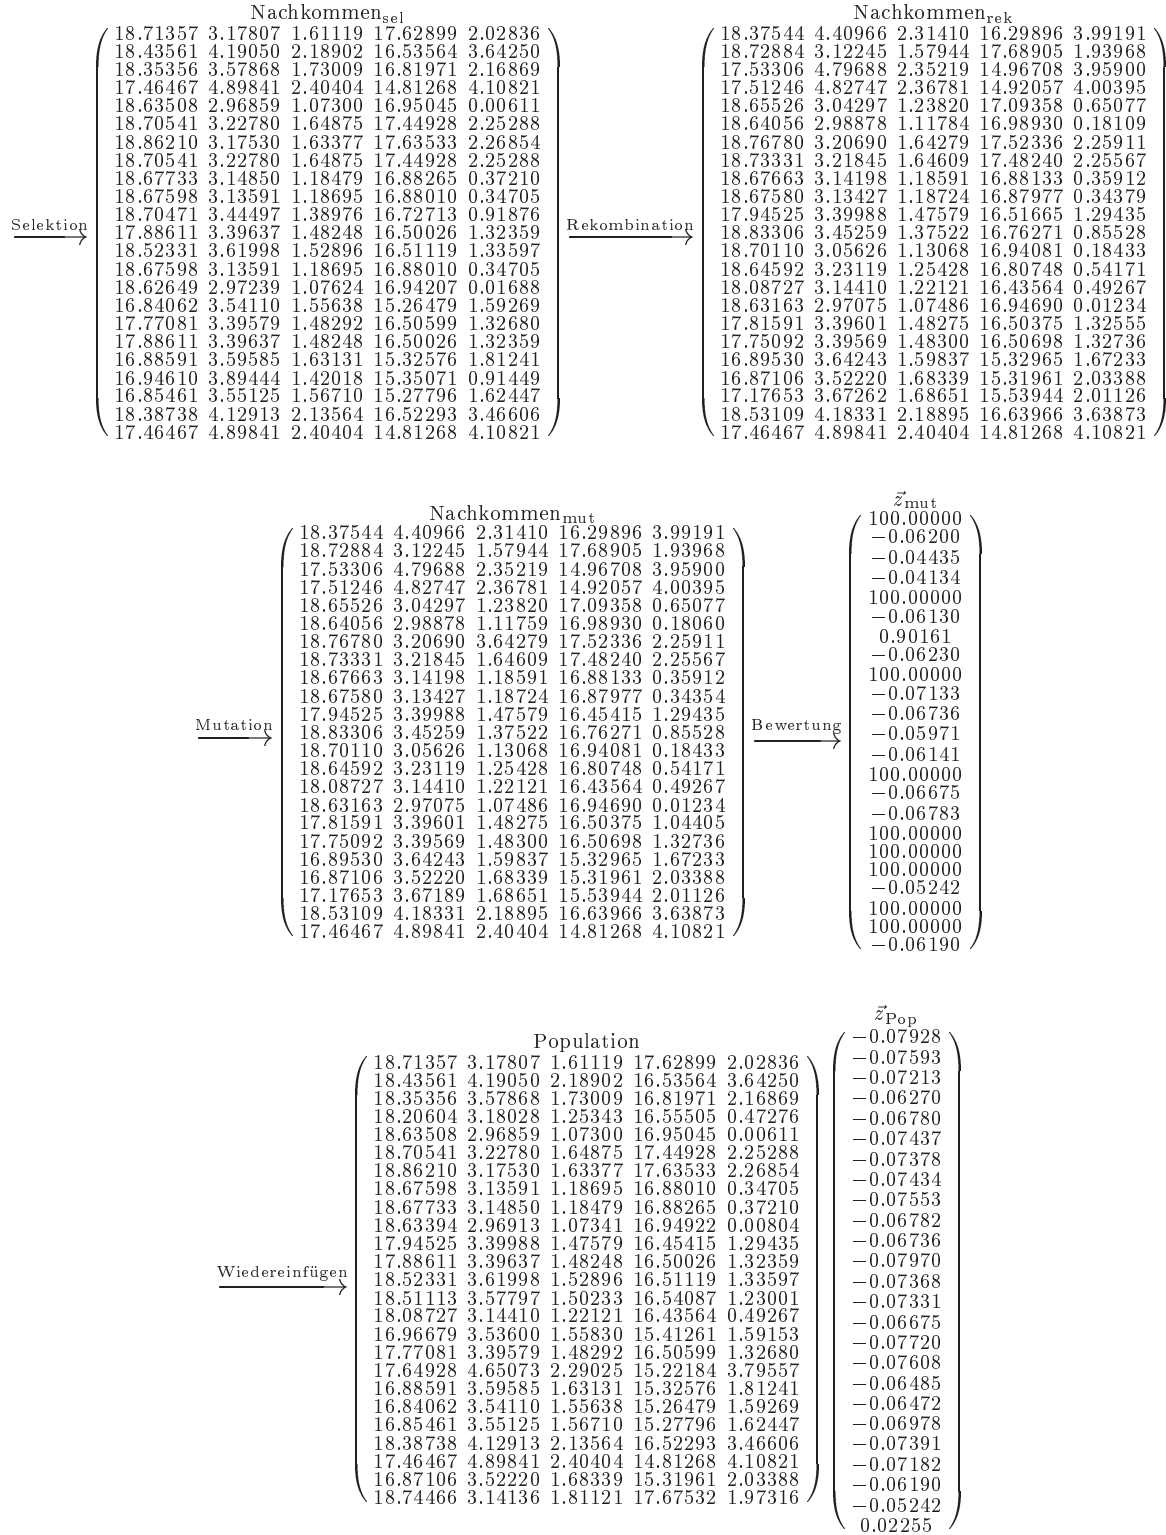 Nachkommen_sel
18.71357 3.17807 1.61119 17.62899 2.02836
18.43561 4.19050 2.18902 16.53564 3.64250
18.35356 3.57868 1.73009 16.81971 2.16869
17.46467 4.89841 2.40404 14.81268 4.10821
18.63508 2.96859 1.07300 16.95045 0.00611
18.70541 3.22780 1.64875 17.44928 2.25288
18.86210 3.17530 1.63377 17.63533 2.26854
18.70541 3.22780 1.64875 17.44928 2.25288
18.67733 3.14850 1.18479 16.88265 0.37210
18.67598 3.13591 1.18695 16.88010 0.34705
18.70471 3.44497 1.38976 16.72713 0.91876
17.88611 3.39637 1.48248 16.50026 1.32359
18.52331 3.61998 1.52896 16.51119 1.33597
18.67598 3.13591 1.18695 16.88010 0.34705
18.62649 2.97239 1.07624 16.94207 0.01688
16.84062 3.54110 1.55638 15.26479 1.59269
17.77081 3.39579 1.48292 16.50599 1.32680
17.88611 3.39637 1.48248 16.50026 1.32359
16.88591 3.59585 1.63131 15.32576 1.81241
16.94610 3.89444 1.42018 15.35071 0.91449
16.85461 3.55125 1.56710 15.27796 1.62447
18.38738 4.12913 2.13564 16.52293 3.46606
17.46467 4.89841 2.40404 14.81268 4.10821
Selektion
Nachkommen_rek
18.37544 4.40966 2.31410 16.29896 3.99191
18.72884 3.12245 1.57944 17.68905 1.93968
17.53306 4.79688 2.35219 14.96708 3.95900
17.51246 4.82747 2.36781 14.92057 4.00395
18.65526 3.04297 1.23820 17.09358 0.65077
18.64056 2.98878 1.11784 16.98930 0.18109
18.76780 3.20690 1.64279 17.52336 2.25911
18.73331 3.21845 1.64609 17.48240 2.25567
18.67663 3.14198 1.18591 16.88133 0.35912
18.67580 3.13427 1.18724 16.87977 0.34379
17.94525 3.39988 1.47579 16.51665 1.29435
18.83306 3.45259 1.37522 16.76271 0.85528
18.70110 3.05626 1.13068 16.94081 0.18433
18.64592 3.23119 1.25428 16.80748 0.54171
18.08727 3.14410 1.22121 16.43564 0.49267
18.63163 2.97075 1.07486 16.94690 0.01234
17.81591 3.39601 1.48275 16.50375 1.32555
17.75092 3.39569 1.48300 16.50698 1.32736
16.89530 3.64243 1.59837 15.32965 1.67233
16.87106 3.52220 1.68339 15.31961 2.03388
17.17653 3.67262 1.68651 15.53944 2.01126
18.53109 4.18331 2.18895 16.63966 3.63873
17.46467 4.89841 2.40404 14.81268 4.10821
Rekombination
Nachkommen_mut
18.37544 4.40966 2.31410 16.29896 3.99191
18.72884 3.12245 1.57944 17.68905 1.93968
17.53306 4.79688 2.35219 14.96708 3.95900
17.51246 4.82747 2.36781 14.92057 4.00395
18.65526 3.04297 1.23820 17.09358 0.65077
18.64056 2.98878 1.11759 16.98930 0.18060
18.76780 3.20690 3.64279 17.52336 2.25911
18.73331 3.21845 1.64609 17.48240 2.25567
18.67663 3.14198 1.18591 16.88133 0.35912
18.67580 3.13427 1.18724 16.87977 0.34354
17.94525 3.39988 1.47579 16.45415 1.29435
18.83306 3.45259 1.37522 16.76271 0.85528
18.70110 3.05626 1.13068 16.94081 0.18433
18.64592 3.23119 1.25428 16.80748 0.54171
18.08727 3.14410 1.22121 16.43564 0.49267
18.63163 2.97075 1.07486 16.94690 0.01234
17.81591 3.39601 1.48275 16.50375 1.04405
17.75092 3.39569 1.48300 16.50698 1.32736
16.89530 3.64243 1.59837 15.32965 1.67233
16.87106 3.52220 1.68339 15.31961 2.03388
17.17653 3.67189 1.68651 15.53944 2.01126
18.53109 4.18331 2.18895 16.63966 3.63873
17.46467 4.89841 2.40404 14.81268 4.10821
Mutation
z⃗_mut
100.00000
−0.06200
−0.04435
−0.04134
100.00000
−0.06130
0.90161
−0.06230
100.00000
−0.07133
−0.06736
−0.05971
−0.06141
100.00000
−0.06675
−0.06783
100.00000
100.00000
100.00000
−0.05242
100.00000
100.00000
−0.06190
Bewertung
Population
18.71357 3.17807 1.61119 17.62899 2.02836
18.43561 4.19050 2.18902 16.53564 3.64250
18.35356 3.57868 1.73009 16.81971 2.16869
18.20604 3.18028 1.25343 16.55505 0.47276
18.63508 2.96859 1.07300 16.95045 0.00611
18.70541 3.22780 1.64875 17.44928 2.25288
18.86210 3.17530 1.63377 17.63533 2.26854
18.67598 3.13591 1.18695 16.88010 0.34705
18.67733 3.14850 1.18479 16.88265 0.37210
18.63394 2.96913 1.07341 16.94922 0.00804
17.94525 3.39988 1.47579 16.45415 1.29435
17.88611 3.39637 1.48248 16.50026 1.32359
18.52331 3.61998 1.52896 16.51119 1.33597
18.51113 3.57797 1.50233 16.54087 1.23001
18.08727 3.14410 1.22121 16.43564 0.49267
16.96679 3.53600 1.55830 15.41261 1.59153
17.77081 3.39579 1.48292 16.50599 1.32680
17.64928 4.65073 2.29025 15.22184 3.79557
16.88591 3.59585 1.63131 15.32576 1.81241
16.84062 3.54110 1.55638 15.26479 1.59269
16.85461 3.55125 1.56710 15.27796 1.62447
18.38738 4.12913 2.13564 16.52293 3.46606
17.46467 4.89841 2.40404 14.81268 4.10821
16.87106 3.52220 1.68339 15.31961 2.03388
18.74466 3.14136 1.81121 17.67532 1.97316
Wiedereinfügen
z⃗_Pop
−0.07928
−0.07593
−0.07213
−0.06270
−0.06780
−0.07437
−0.07378
−0.07434
−0.07553
−0.06782
−0.06736
−0.07970
−0.07368
−0.07331
−0.06675
−0.07720
−0.07608
−0.06485
−0.06472
−0.06978
−0.07391
−0.07182
−0.06190
−0.05242
0.02255